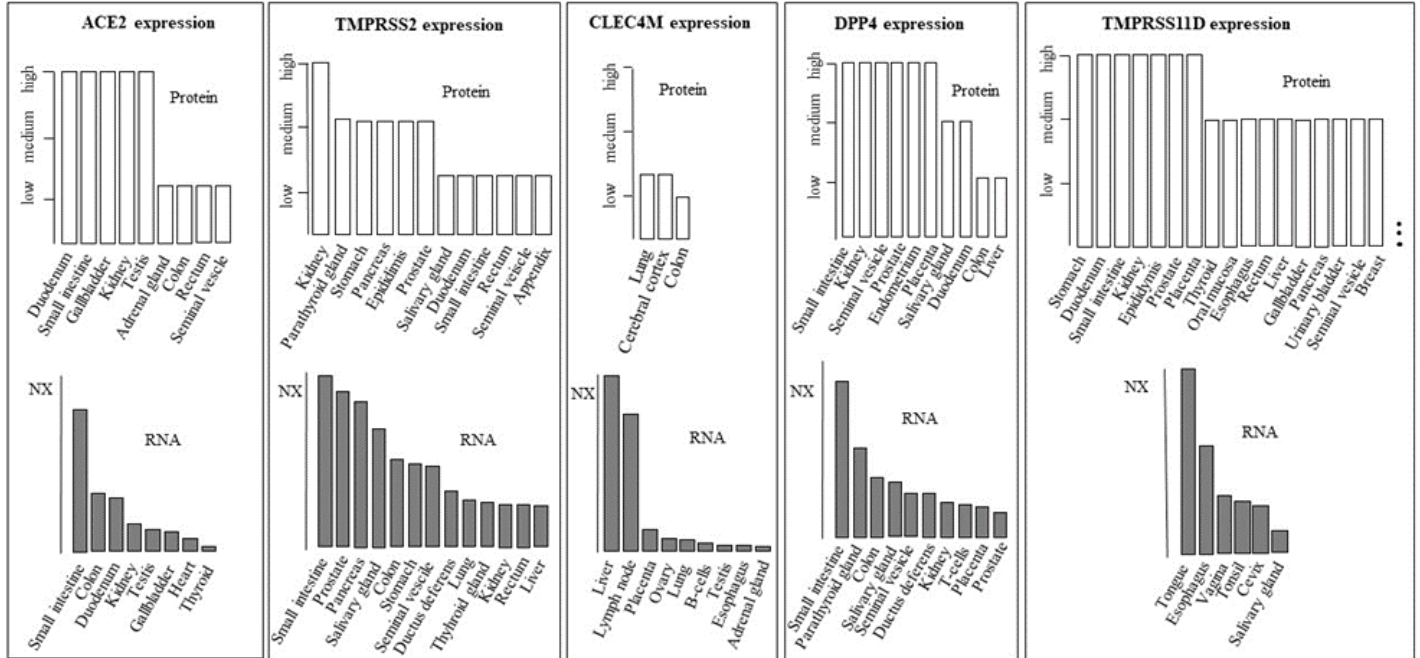 ACE2 expression
high
medium
low
Protein
Duodenum
Small inestine
Gallbladder
Kidney
Testis
Adrenal gland
Colon
Rectum
Seminal vesicle
NX
RNA
Small intestine
Colon
Duodenum
Kidney
Testis
Gallbladder
Heart
Thyroid
TMPRSS2 expression
high
medium
low
Protein
Kidney
Parathyroid gland
Stomach
Pancreas
Epididimis
Prostate
Salivary gland
Duodenum
Small intestine
Rectum
Seminal vesicle
Appendix
NX
RNA
Small intestine
Prostate
Pancreas
Salivary gland
Colon
Stomach
Seminal vescile
Ductus deferens
Lung
Thyhroid gland
Kidney
Rectum
Liver
CLEC4M expression
high
medium
low
Protein
Lung
Cerebral cortex
Colon
NX
RNA
Liver
Lymph node
Placenta
Ovary
Lung
B-cells
Testis
Esophagus
Adrenal gland
DPP4 expression
high
medium
low
Protein
Small intestine
Kidney
Seminal vesicle
Prostate
Endometrium
Placenta
Salivary gland
Duodenum
Colon
Liver
NX
RNA
Small intestine
Parathyroid gland
Colon
Salivary gland
Seminal vesicle
Ductus deferens
Kidney
T-cells
Placenta
Prostate
TMPRSS11D expression
high
medium
low
Protein
Stomach
Duodenum
Small intestine
Kidney
Epididymis
Prostate
Placenta
Thyroid
Oral mucosa
Esophagus
Rectum
Liver
Gallbladder
Pancreas
Urinary bladder
Seminal vesicle
Breast
NX
RNA
Tongue
Esophagus
Vagina
Tonsil
Cevix
Salivary gland